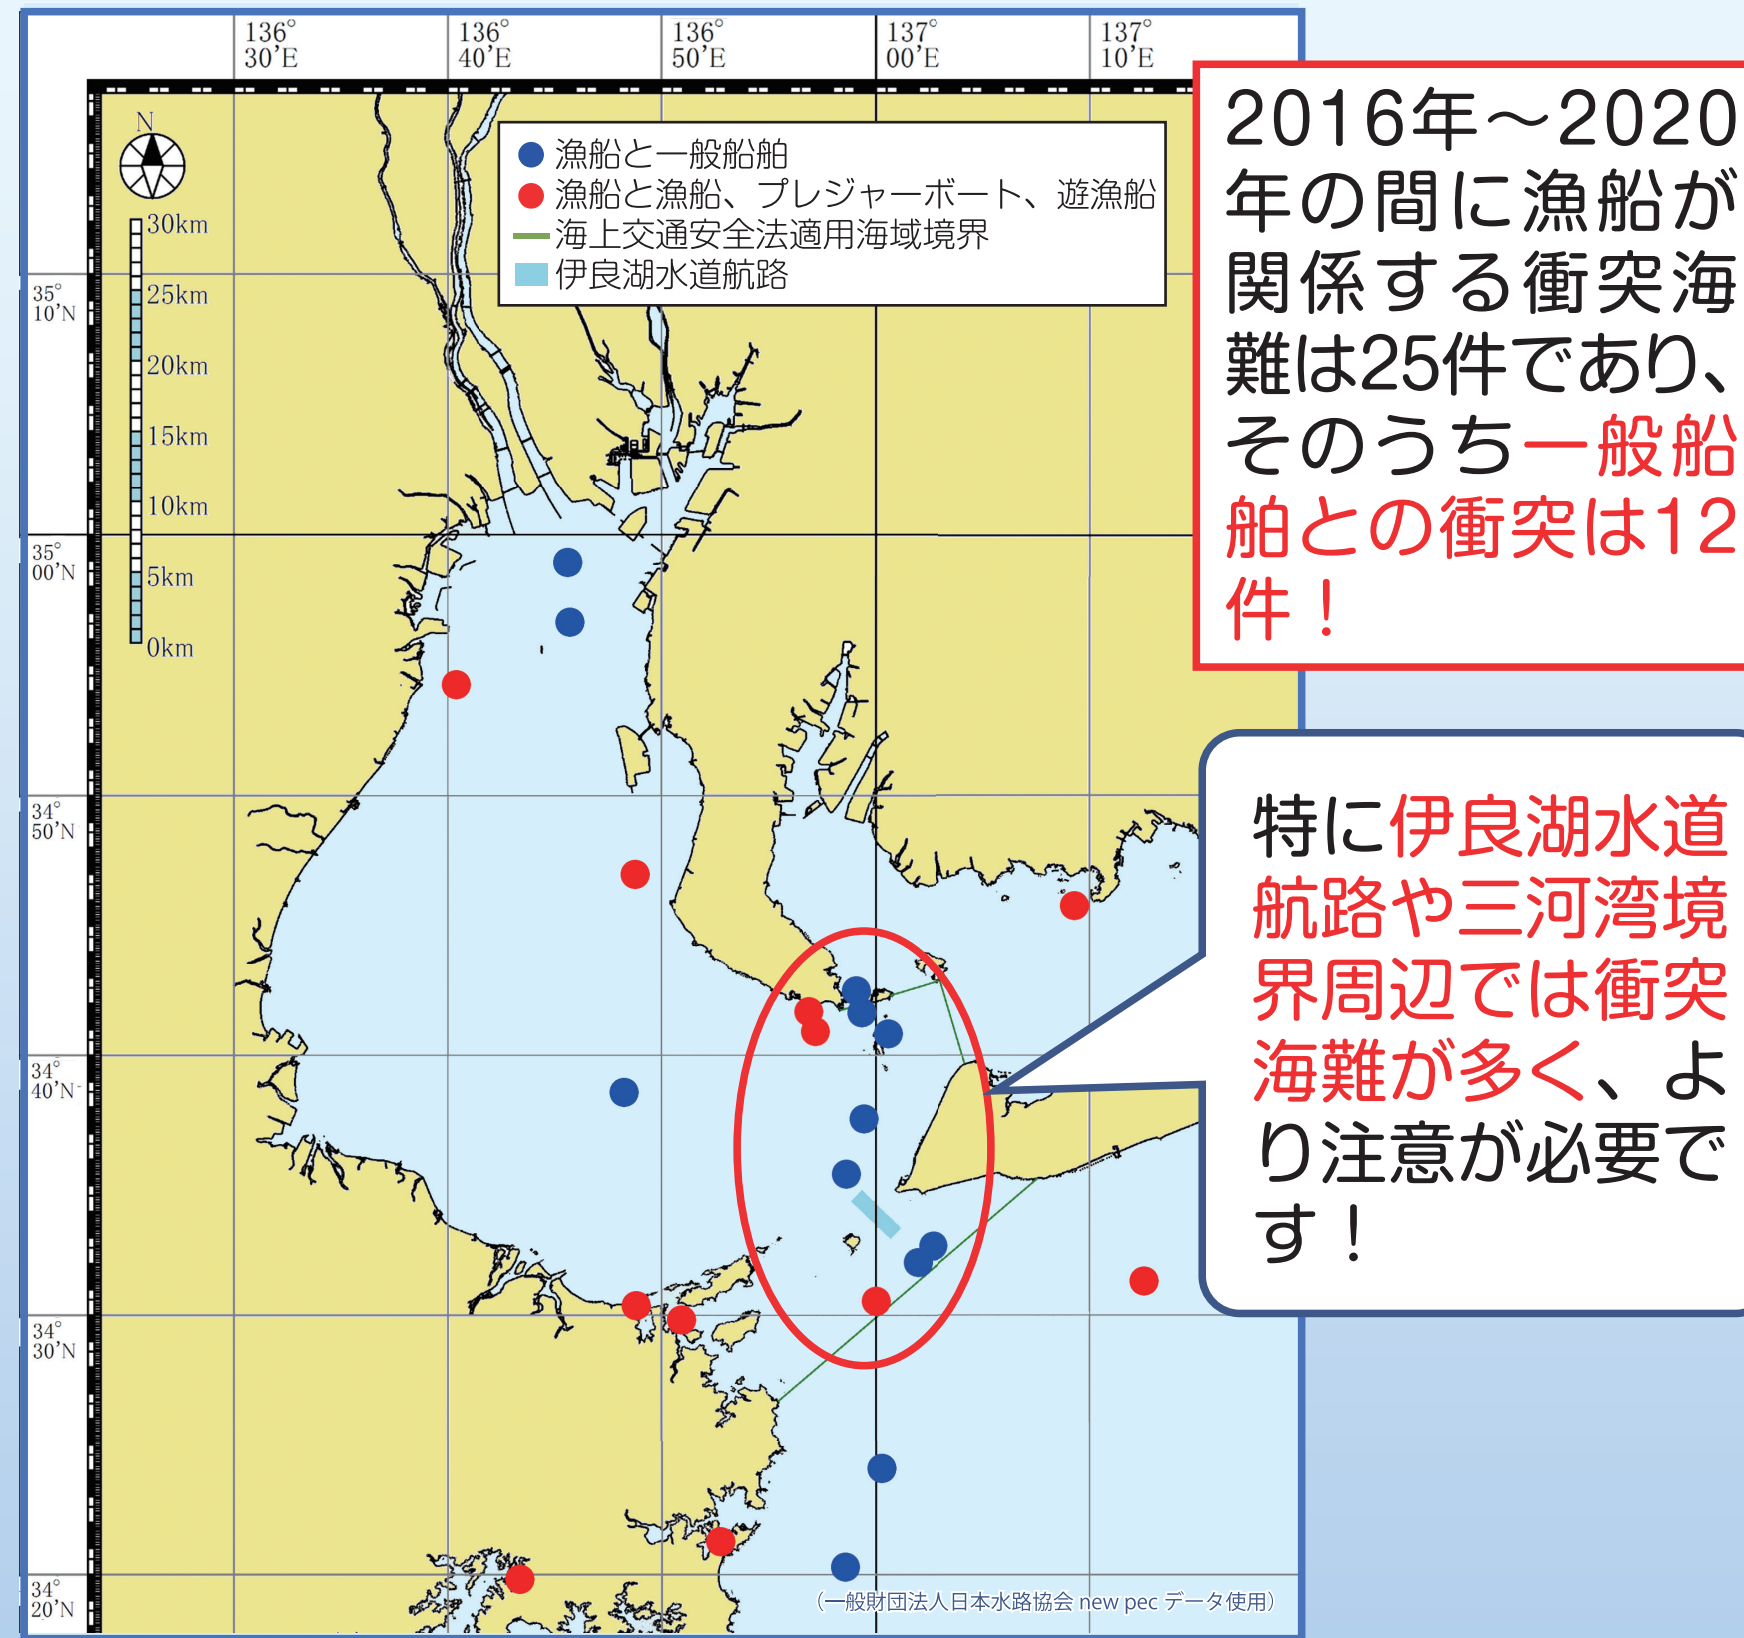 136°
30’E
136°
40’E
136°
50’E
137°
00’E
137°
10’E
N
30km
25km
20km
15km
10km
5km
0km
漁船と一般船舶
漁船と漁船、プレジャーボート、遊漁船
海上交通安全法適用海域境界
伊良湖水道航路
35°
10’N
35°
00’N
34°
50’N
34°
40’N
34°
30’N
34°
20’N
2016年～2020
年の間に漁船が
関係する衝突海
難は25件であり、
そのうち一般船
舶との衝突は12
件！
特に伊良湖水道
航路や三河湾境
界周辺では衝突
海難が多く、よ
り注意が必要で
す！
（一般財団法人日本水路協会 new pec データ使用）